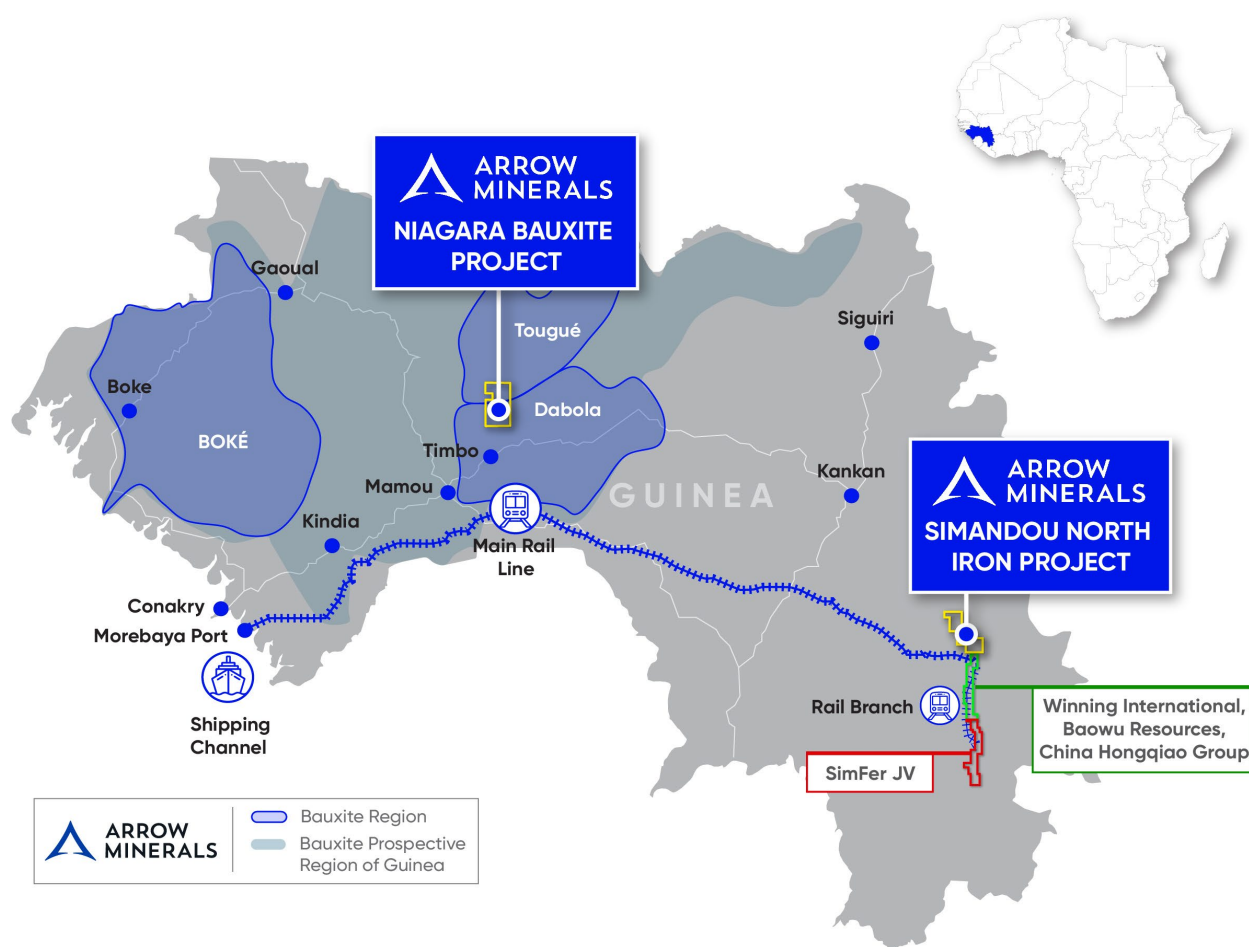 ARROW
MINERALS
NIAGARA BAUXITE
PROJECT
Gaoual
Tougué
Siguiri
Boke
Dabola
BOKÉ
Timbo
Kankan
Mamou
GUINEA
ARROW
MINERALS
SIMANDOU NORTH
IRON PROJECT
Kindia
Main Rail
Line
Conakry
Morebaya Port
Shipping
Channel
Rail Branch
Winning International,
Baowu Resources,
China Hongqiao Group
SimFer JV
ARROW
MINERALS
Bauxite Region
Bauxite Prospective
Region of Guinea